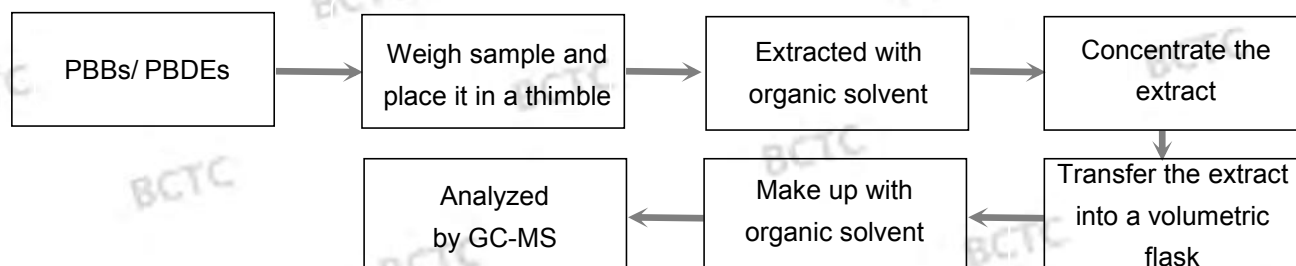 PBBs/ PBDEs
Weigh sample and
place it in a thimble
Extracted with
organic solvent
Concentrate the
extract
Transfer the extract
into a volumetric
flask
Make up with
organic solvent
Analyzed
by GC-MS
BCTC
BCTC
BCTC
BCTC
BCTC
BCTC